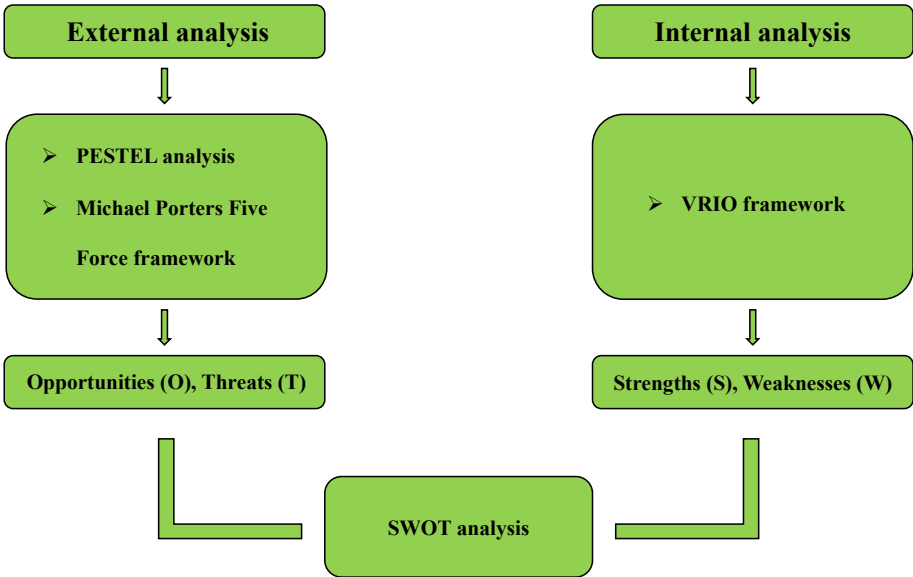 External analysis
Internal analysis
➢ PESTEL analysis
➢ Michael Porters Five
Force framework
➢ VRIO framework
Opportunities (O), Threats (T)
Strengths (S), Weaknesses (W)
SWOT analysis